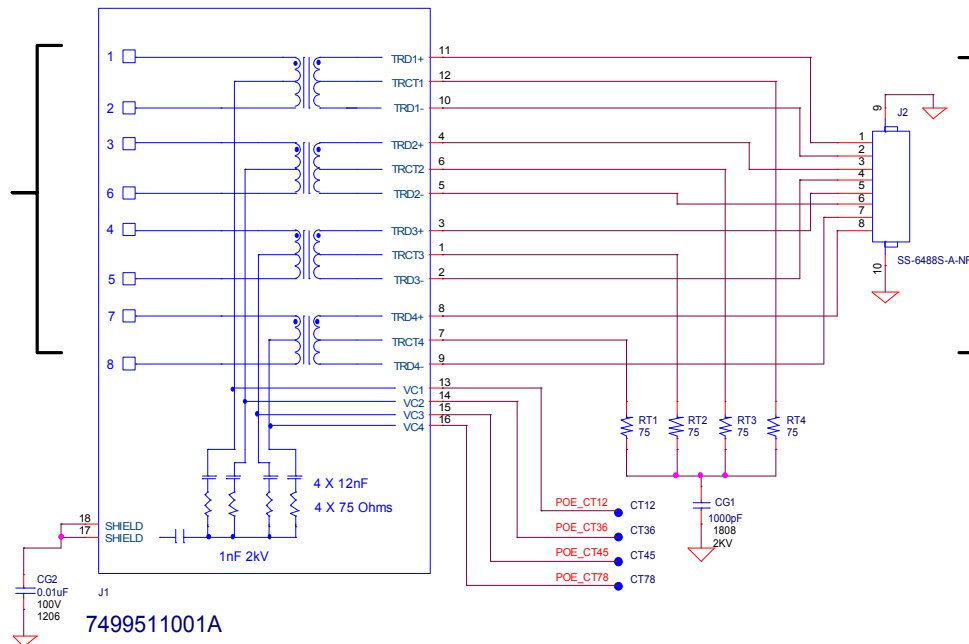 1
2
3
6
4
5
7
8
TRD1+
TRCT1
TRD1-
TRD2+
TRCT2
TRD2-
TRD3+
TRCT3
TRD3-
TRD4+
TRCT4
TRD4-
VC1
VC2
VC3
VC4
11
12
10
4
6
5
3
1
2
8
7
9
13
14
15
16
9
J2
1
2
3
4
5
6
7
8
10
SS-6488S-A-NF
RT1
75
RT2
75
RT3
75
RT4
75
4 X 12nF
4 X 75 Ohms
1nF 2kV
18
17
SHIELD
SHIELD
CG2
0.01uF
100V
1206
J1
7499511001A
POE_CT12
CT12
POE_CT36
CT36
POE_CT45
CT45
POE_CT78
CT78
CG1
1000pF
1808
2KV